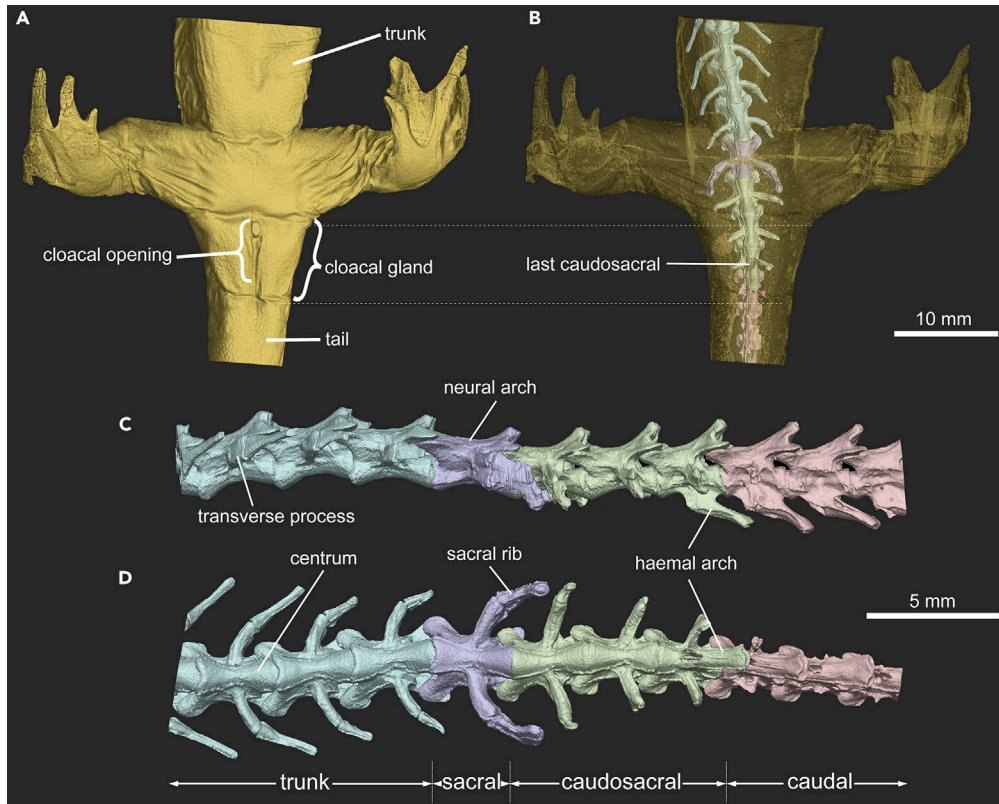 A
B
trunk
cloacal opening
cloacal gland
last caudosacral
tail
10 mm
neural arch
C
transverse process
centrum
sacral rib
haemal arch
D
5 mm
trunk
sacral
caudosacral
caudal